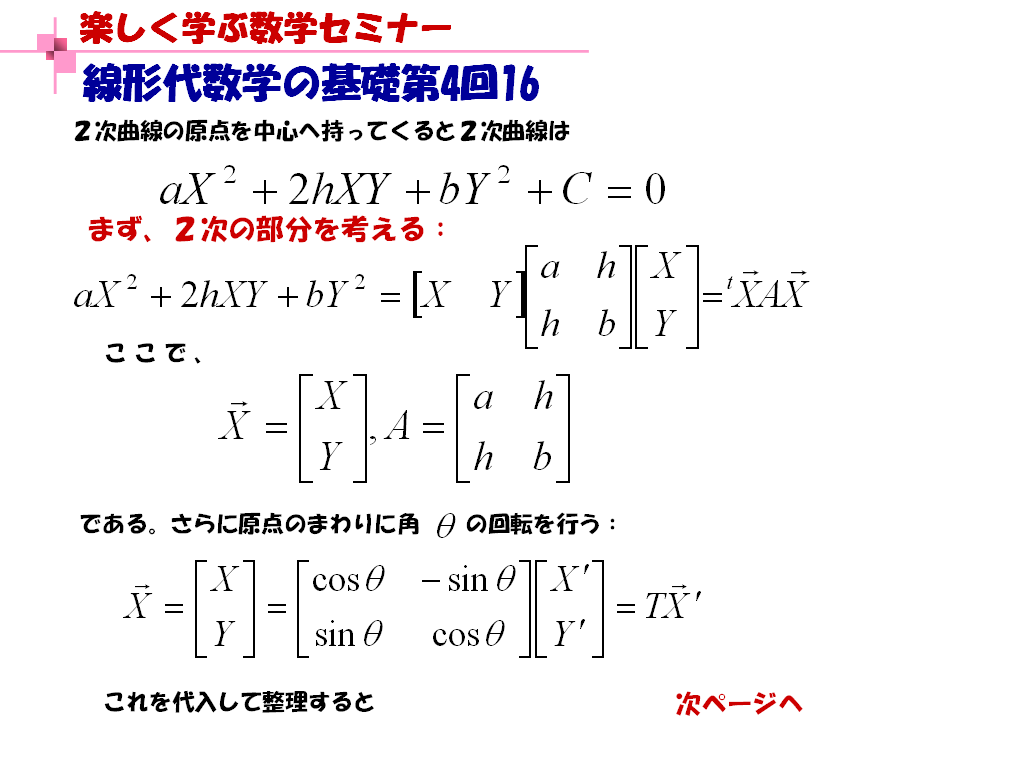 楽しく学ぶ数学セミナー
線形代数学の基礎第4回16
２次曲線の原点を中心へ持ってくると２次曲線は
aX² + 2hXY + bY² + C = 0
まず、２次の部分を考える：
aX² + 2hXY + bY² = [X Y] [a h; h b] [X; Y] = ᵗX⃗AX⃗
ここで、
X⃗ = [X; Y], A = [a h; h b]
である。さらに原点のまわりに角 θ の回転を行う：
X⃗ = [X; Y] = [cosθ −sinθ; sinθ cosθ] [X′; Y′] = TX⃗′
これを代入して整理すると
次ページへ